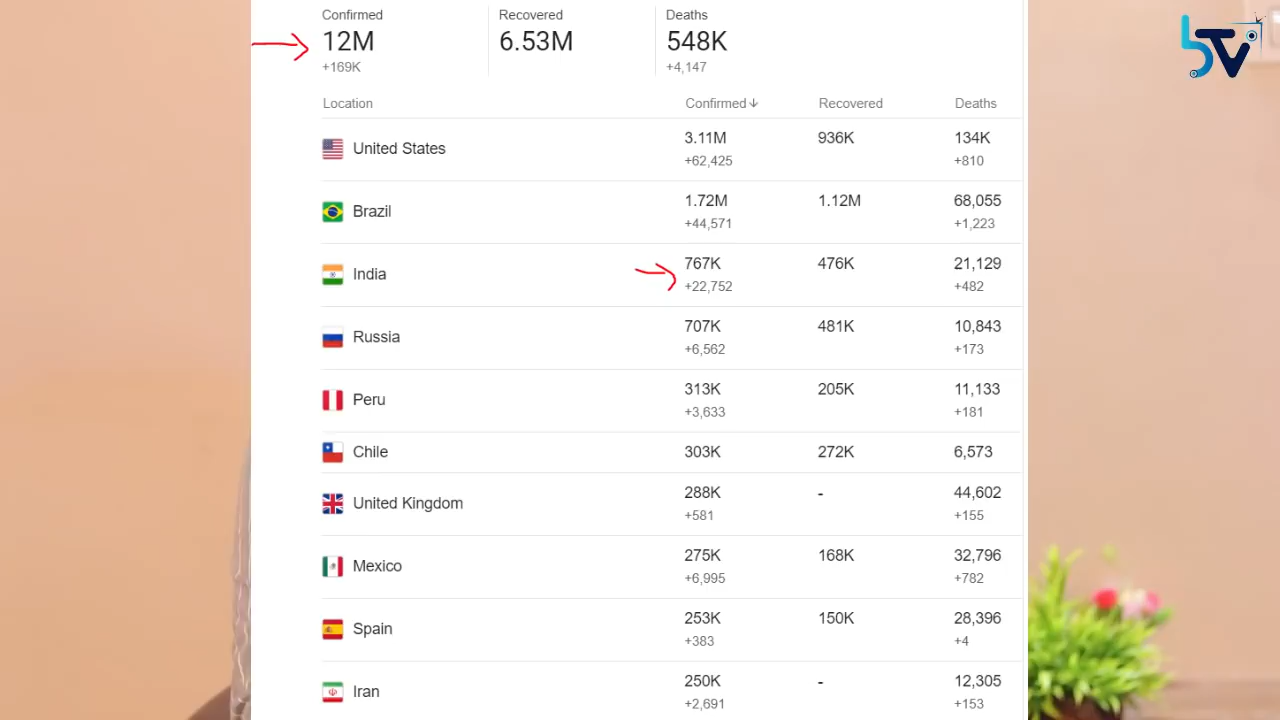 Confirmed Recovered Deaths
12M 6.53M 548K
+169K +4,147
bTV
Location Confirmed Recovered Deaths
United States 3.11M 936K 134K
+62,425 +810
Brazil 1.72M 1.12M 68,055
+44,571 +1,223
India 767K 476K 21,129
+22,752 +482
Russia 707K 481K 10,843
+6,562 +173
Peru 313K 205K 11,133
+3,633 +181
Chile 303K 272K 6,573
United Kingdom 288K - 44,602
+581 +155
Mexico 275K 168K 32,796
+6,995 +782
Spain 253K 150K 28,396
+383 +4
Iran 250K - 12,305
+2,691 +153